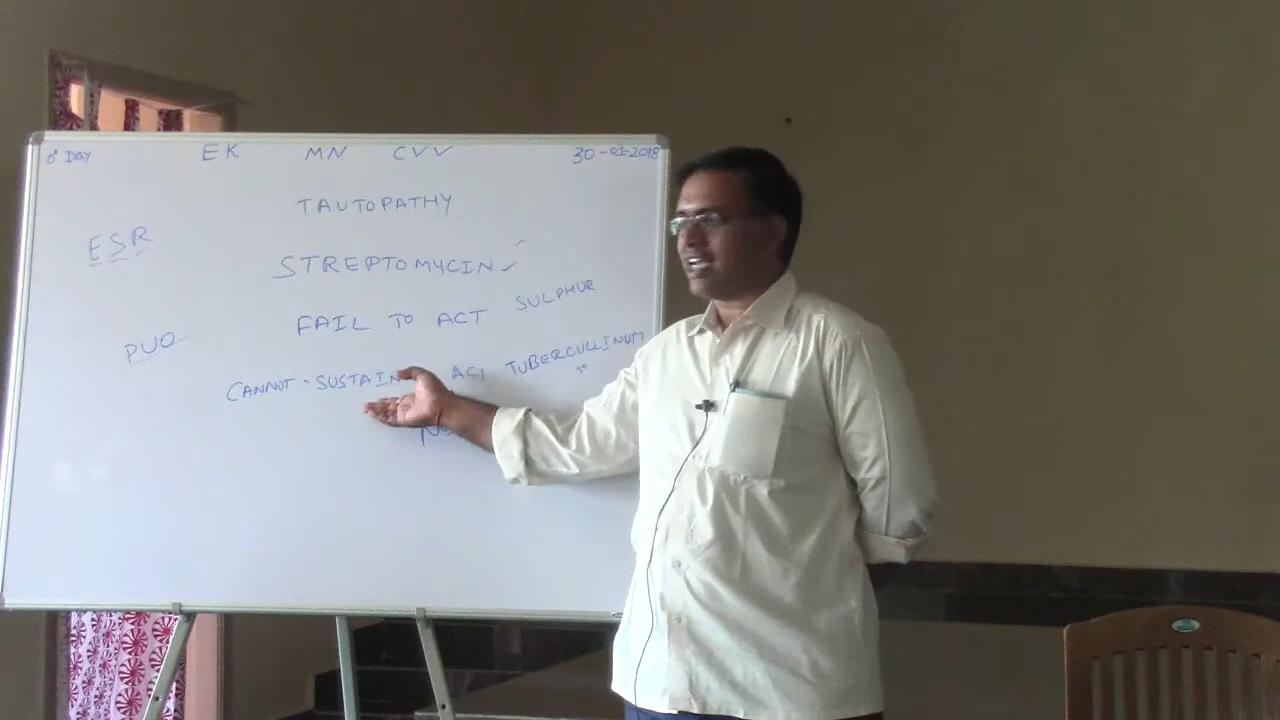 ♂ DAY EK MN CVV 30-01-2018
TAUTOPATHY
ESR
STREPTOMYCIN ✓
FAIL TO ACT SULPHUR
PUO
CANNOT - SUSTAIN ACT TUBERCULLINUM